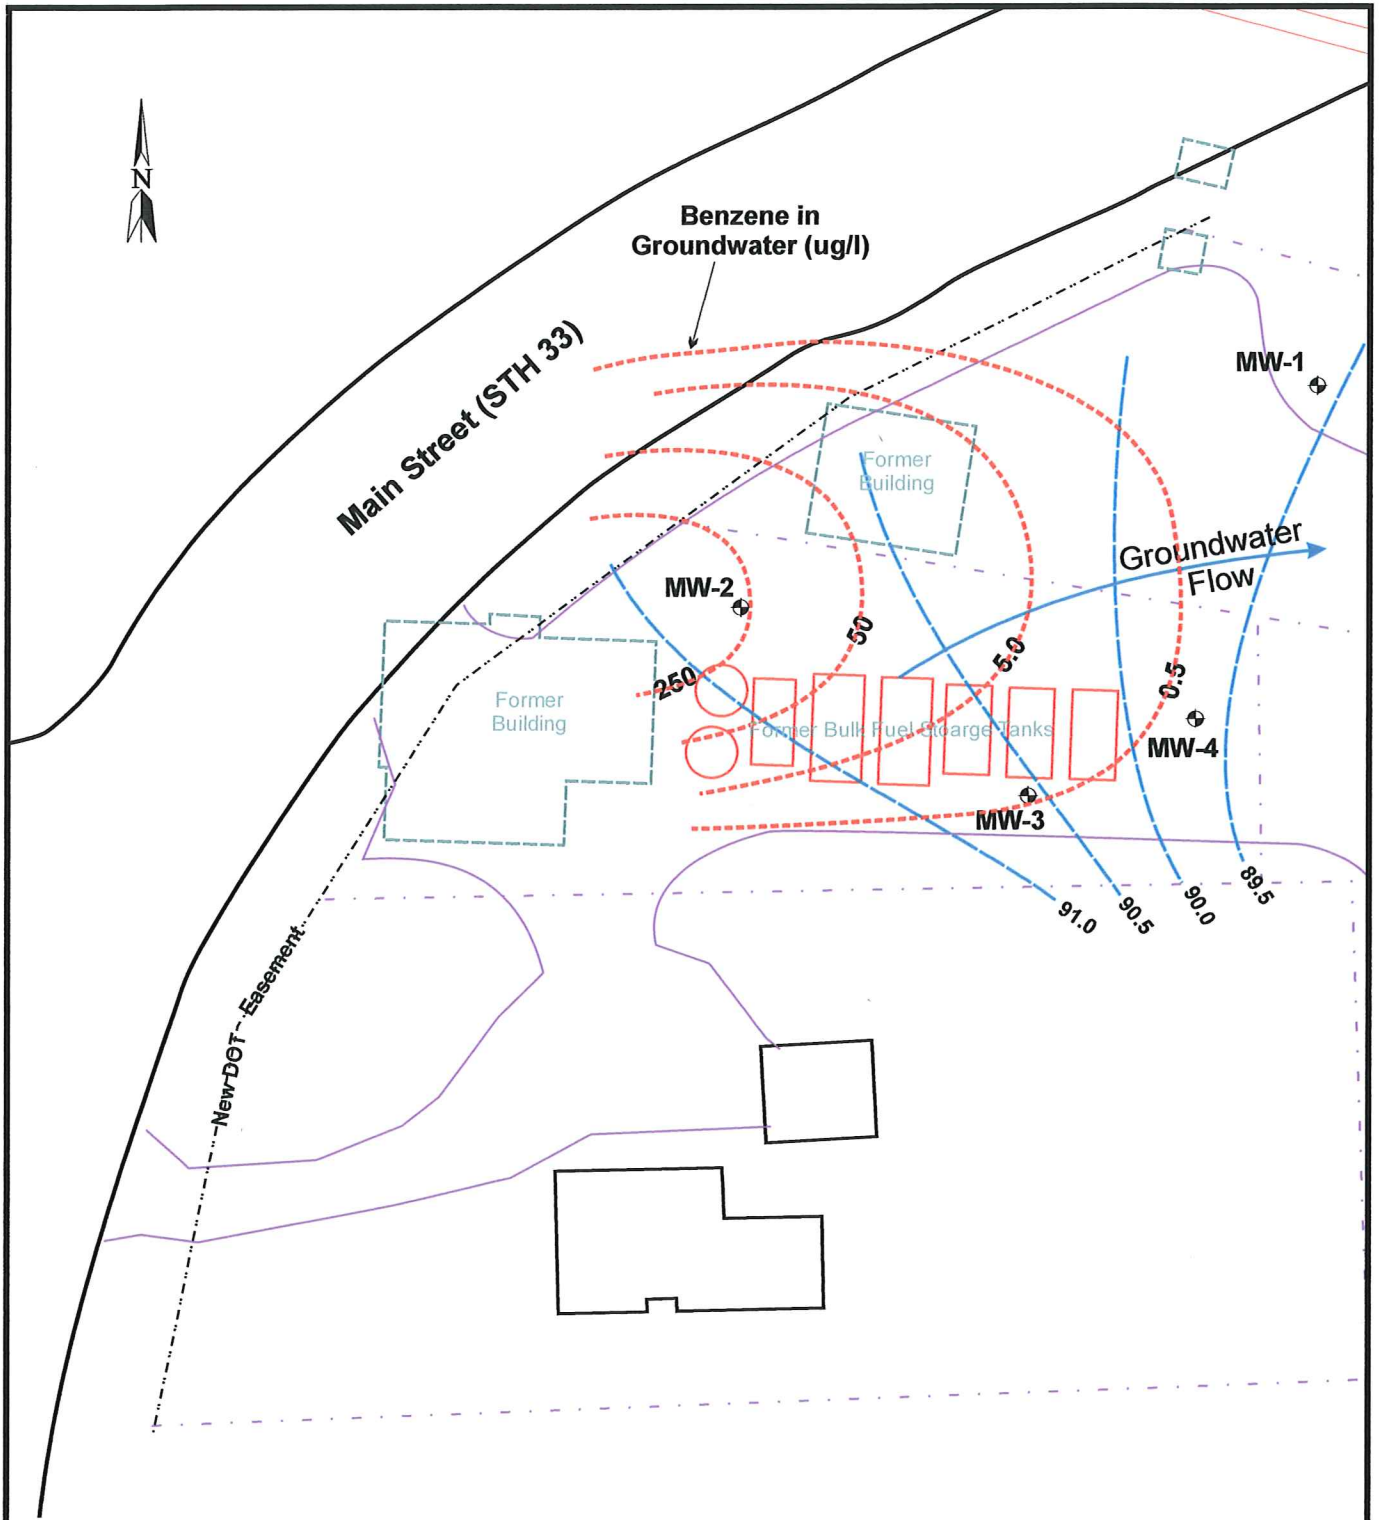 N
Benzene in
Groundwater (ug/l)
Main Street (STH 33)
MW-1
Former
Building
Groundwater
Flow
MW-2
50
5.0
0.5
250
Former
Building
Former Bulk Fuel Stoarge Tanks
MW-4
MW-3
91.0
90.5
90.0
89.5
New DOT Easement